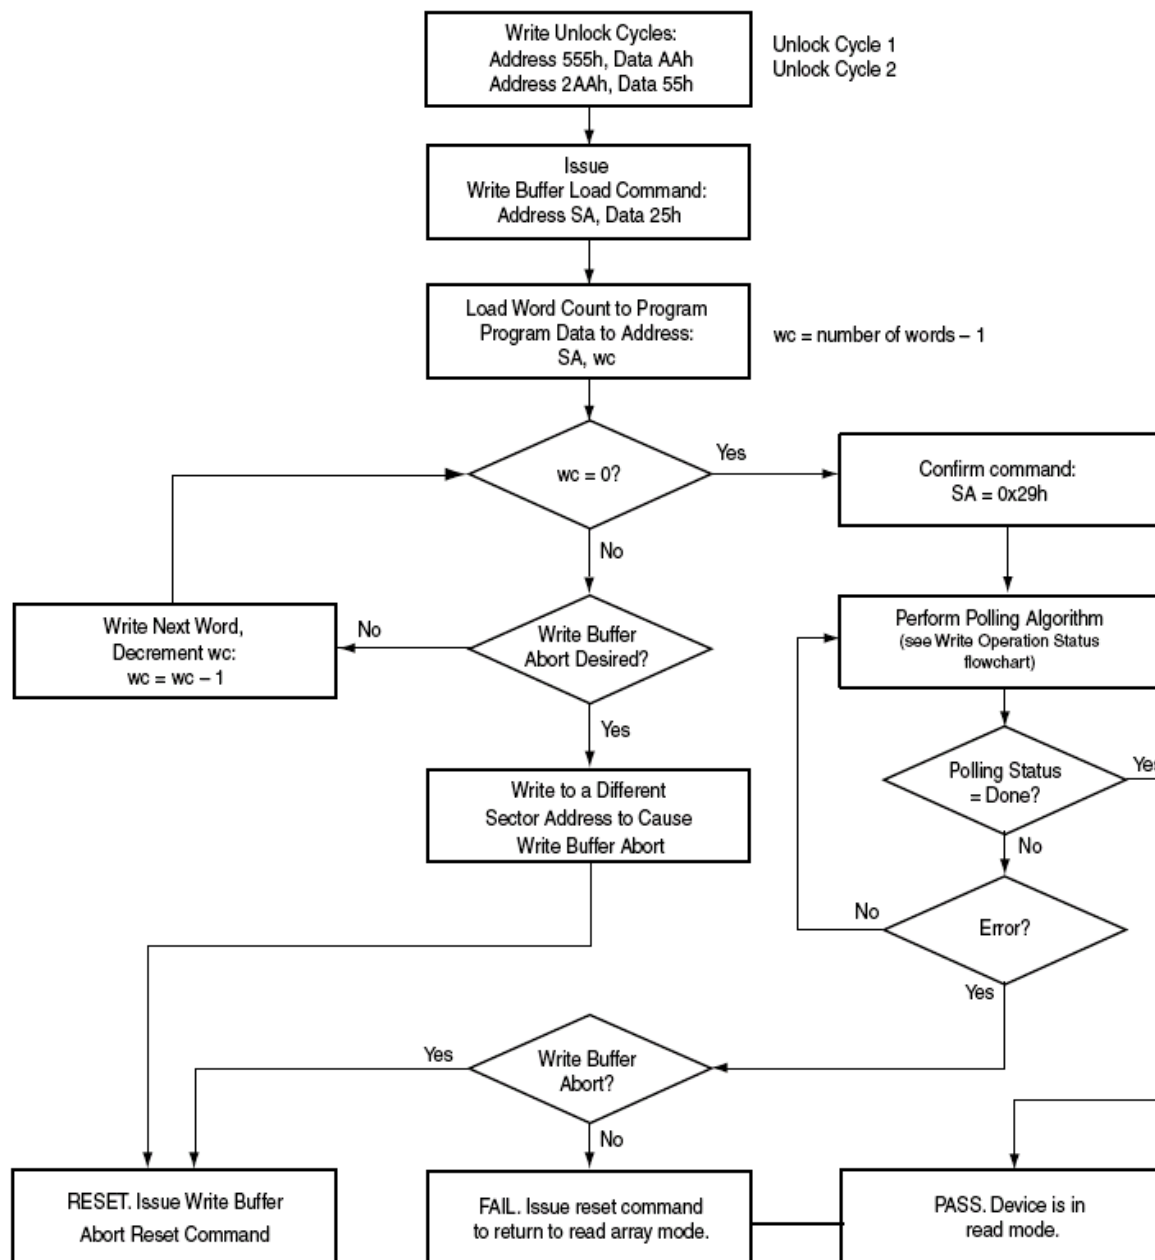 Write Unlock Cycles:
Address 555h, Data AAh
Address 2AAh, Data 55h
Unlock Cycle 1
Unlock Cycle 2
Issue
Write Buffer Load Command:
Address SA, Data 25h
Load Word Count to Program
Program Data to Address:
SA, wc
wc = number of words – 1
wc = 0?
Yes
Confirm command:
SA = 0x29h
No
Write Next Word,
Decrement wc:
wc = wc – 1
No
Write Buffer
Abort Desired?
Perform Polling Algorithm
(see Write Operation Status
flowchart)
Yes
Write to a Different
Sector Address to Cause
Write Buffer Abort
Polling Status
= Done?
Yes
No
No
Error?
Yes
Yes
Write Buffer
Abort?
No
RESET. Issue Write Buffer
Abort Reset Command
FAIL. Issue reset command
to return to read array mode.
PASS. Device is in
read mode.